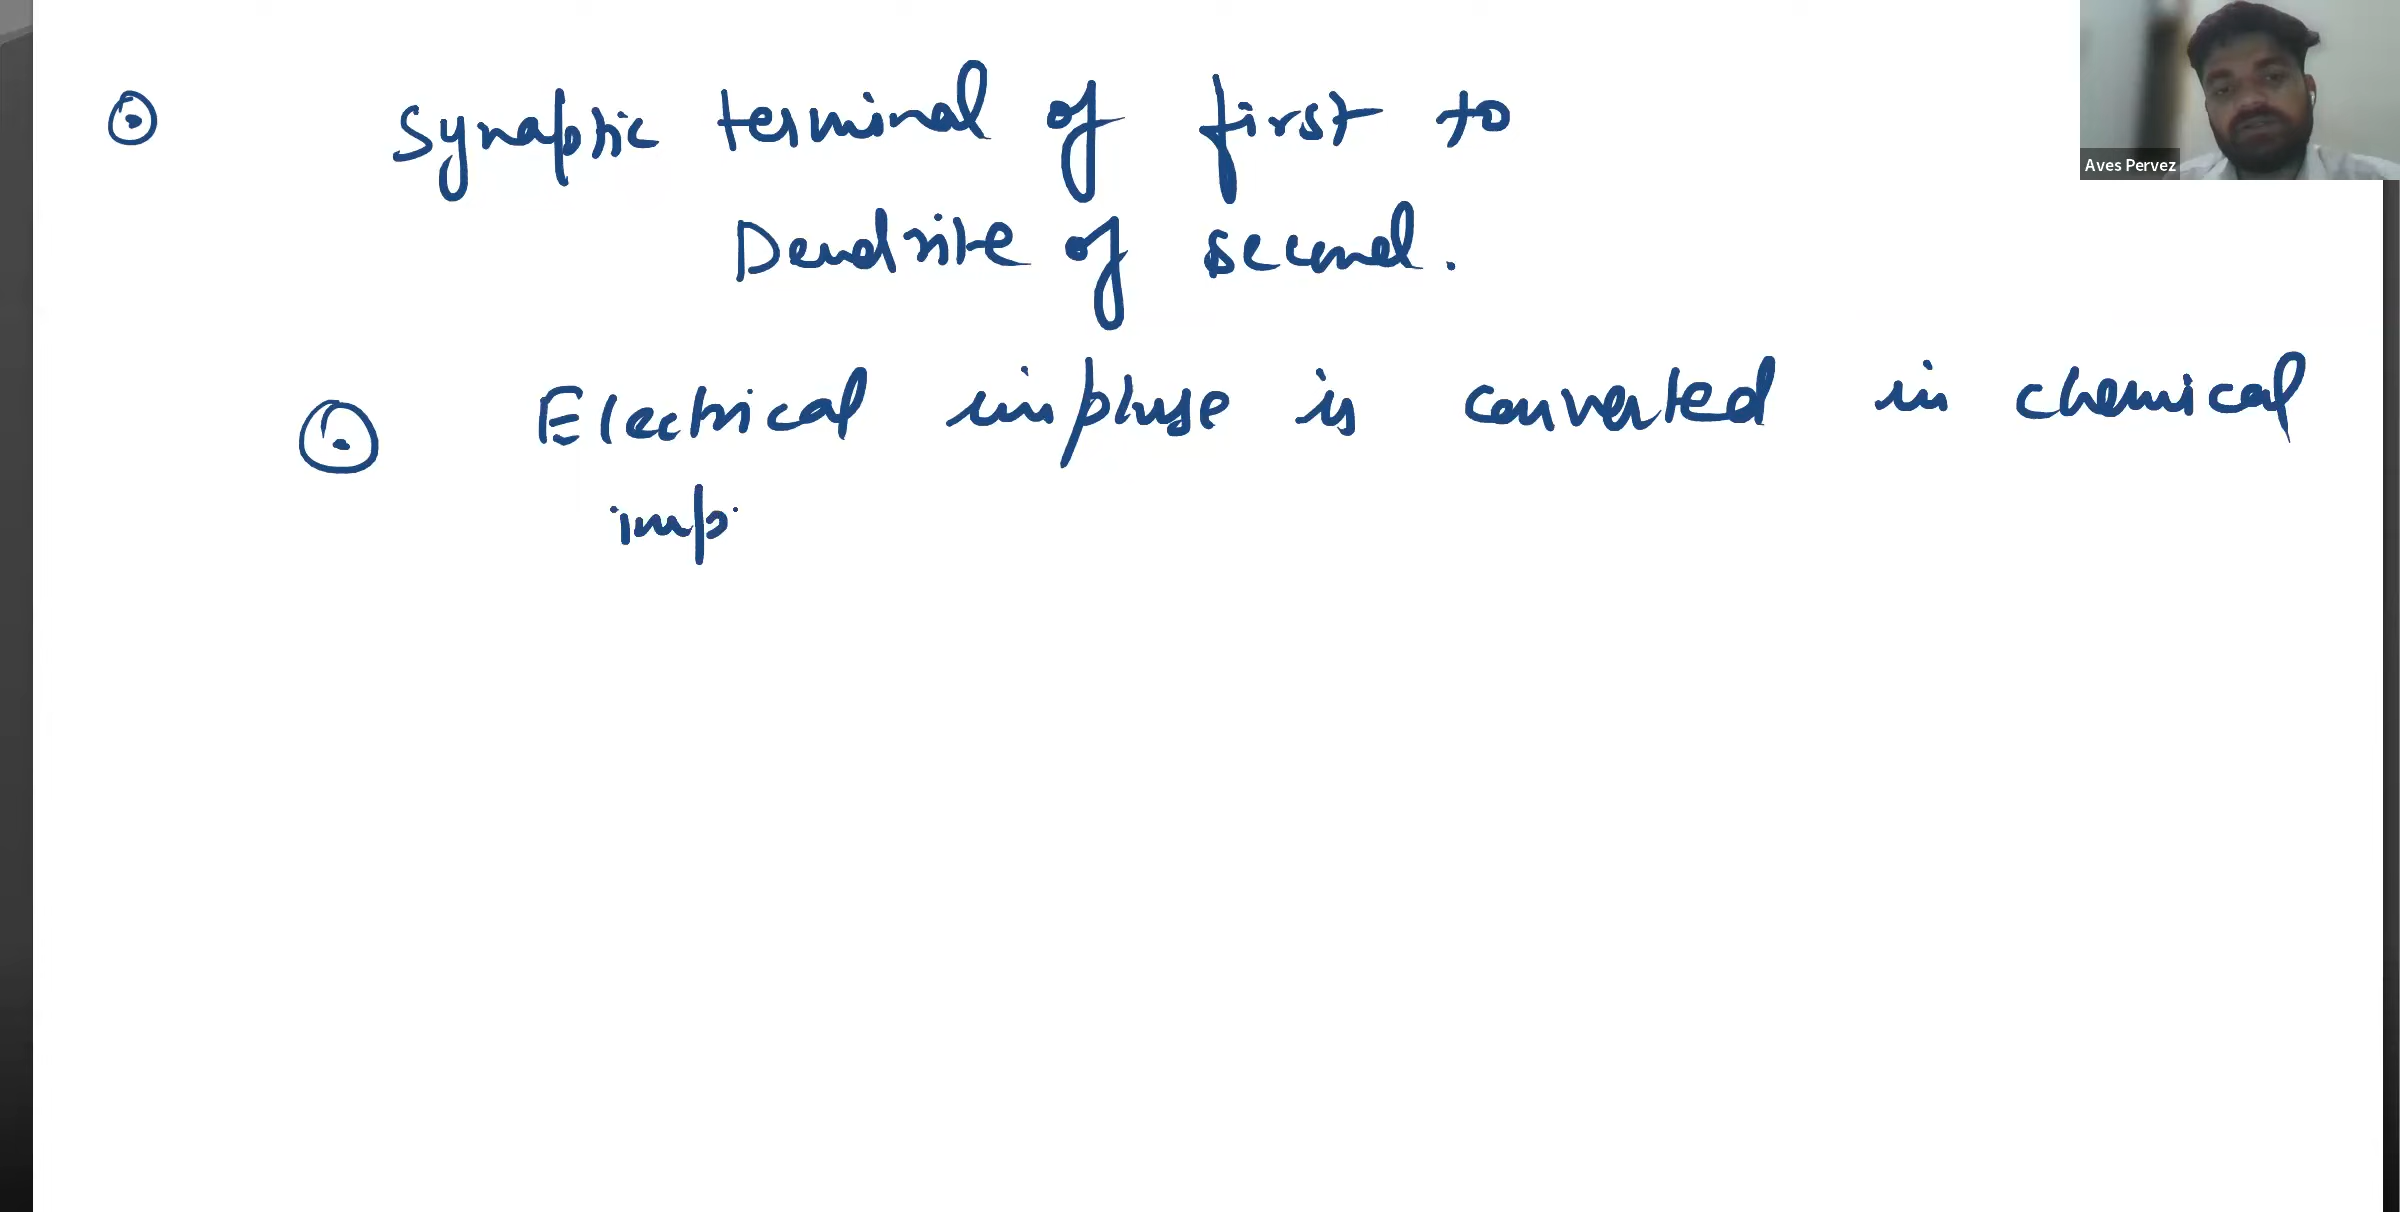 Synaptic terminal of first to
Aves Pervez
Dendrite of second.
Electrical impluse is converted in chemical
imp